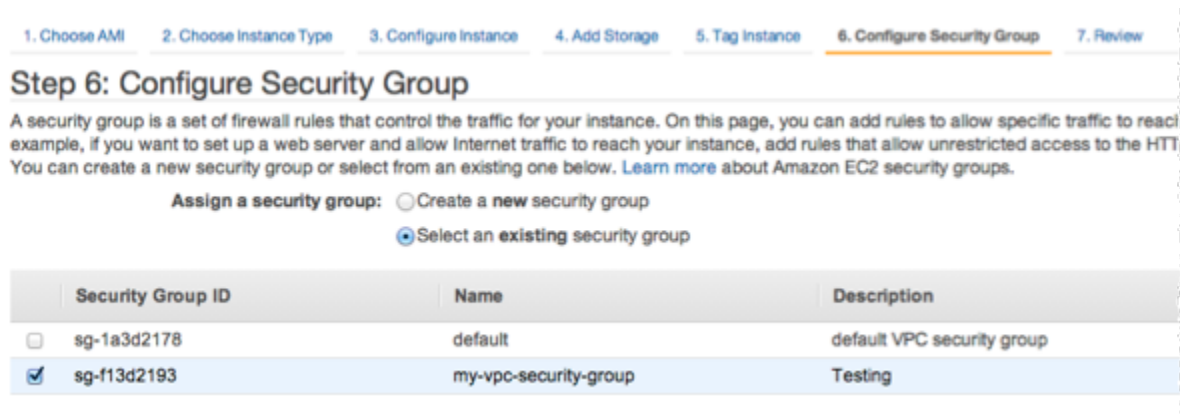 1. Choose AMI 2. Choose Instance Type 3. Configure Instance 4. Add Storage 5. Tag Instance 6. Configure Security Group 7. Review
Step 6: Configure Security Group
A security group is a set of firewall rules that control the traffic for your instance. On this page, you can add rules to allow specific traffic to
example, if you want to set up a web server and allow Internet traffic to reach your instance, add rules that allow unrestricted access to the
You can create a new security group or select from an existing one below. Learn more about Amazon EC2 security groups.
Assign a security group: Create a new security group
Select an existing security group
Security Group ID Name Description
sg-1a3d2178 default default VPC security group
sg-f13d2193 my-vpc-security-group Testing